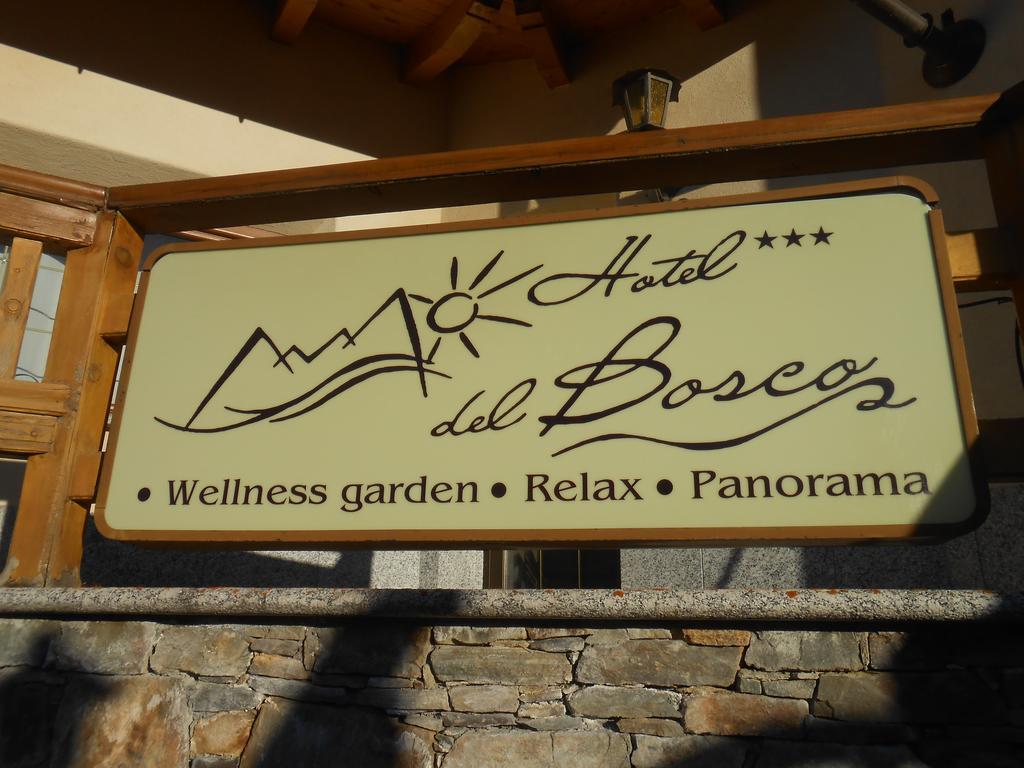 Hotel ***
del Bosco
• Wellness garden • Relax • Panorama